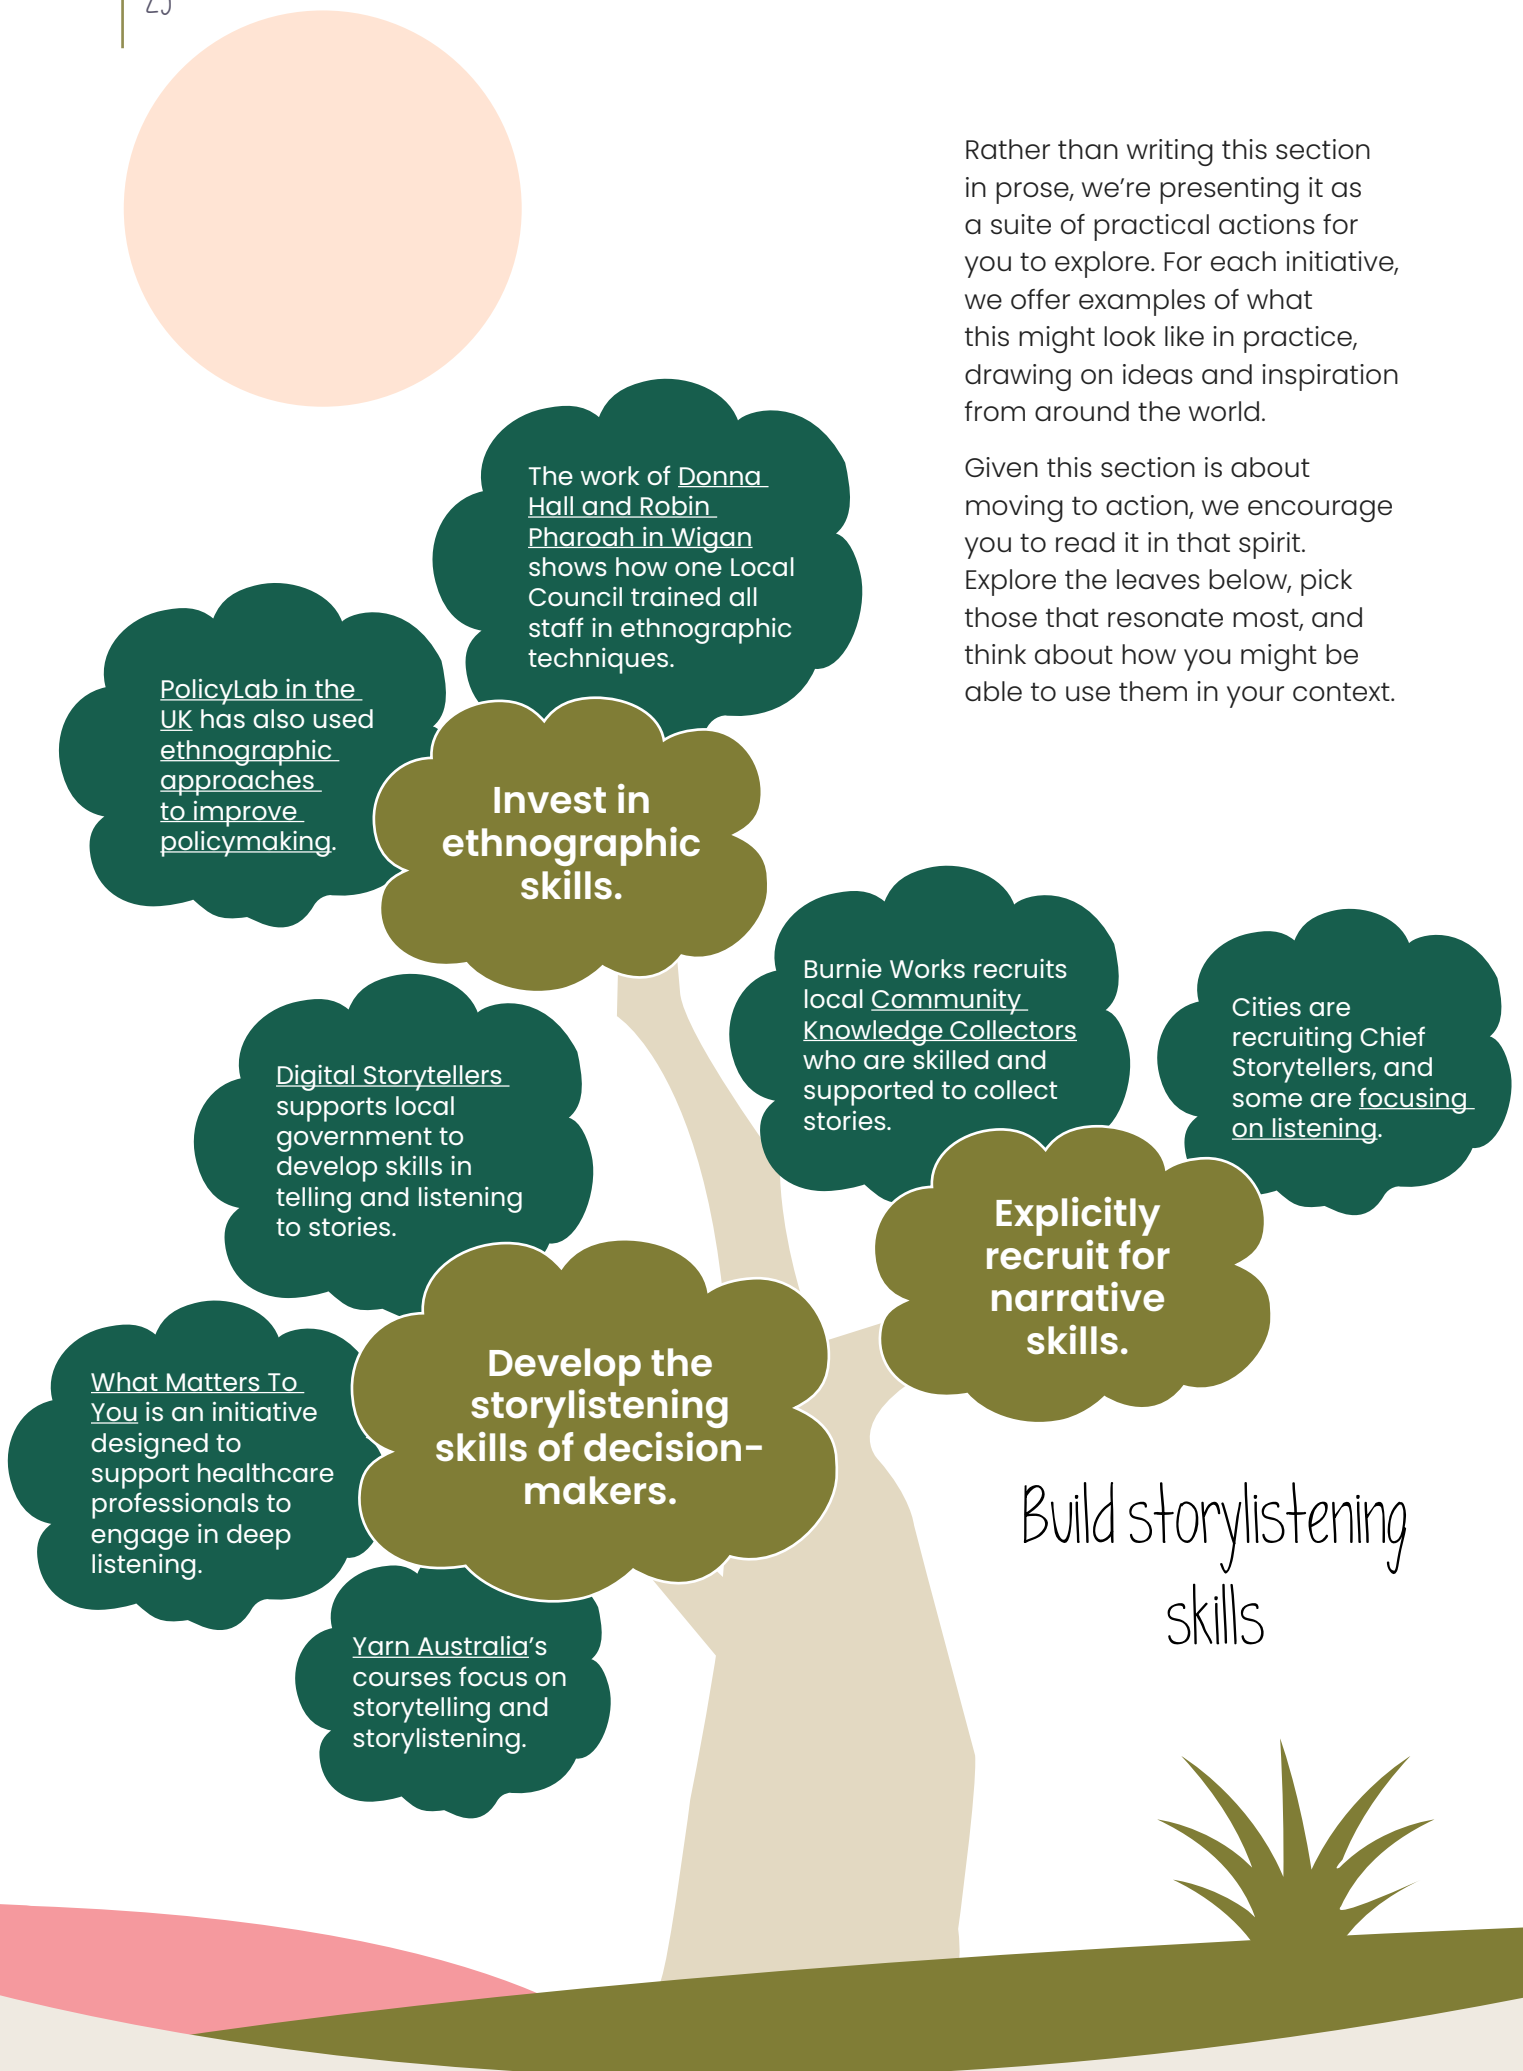 Rather than writing this section
in prose, we’re presenting it as
a suite of practical actions for
you to explore. For each initiative,
we offer examples of what
this might look like in practice,
drawing on ideas and inspiration
from around the world.
Given this section is about
moving to action, we encourage
you to read it in that spirit.
Explore the leaves below, pick
those that resonate most, and
think about how you might be
able to use them in your context.
The work of Donna
Hall and Robin
Pharoah in Wigan
shows how one Local
Council trained all
staff in ethnographic
techniques.
PolicyLab in the
UK has also used
ethnographic
approaches
to improve
policymaking.
Invest in
ethnographic
skills.
Burnie Works recruits
local Community
Knowledge Collectors
who are skilled and
supported to collect
stories.
Cities are
recruiting Chief
Storytellers, and
some are focusing
on listening.
Explicitly
recruit for
narrative
skills.
Digital Storytellers
supports local
government to
develop skills in
telling and listening
to stories.
Develop the
storylistening
skills of decision-
makers.
What Matters To
You is an initiative
designed to
support healthcare
professionals to
engage in deep
listening.
Yarn Australia’s
courses focus on
storytelling and
storylistening.
Build storylistening
skills